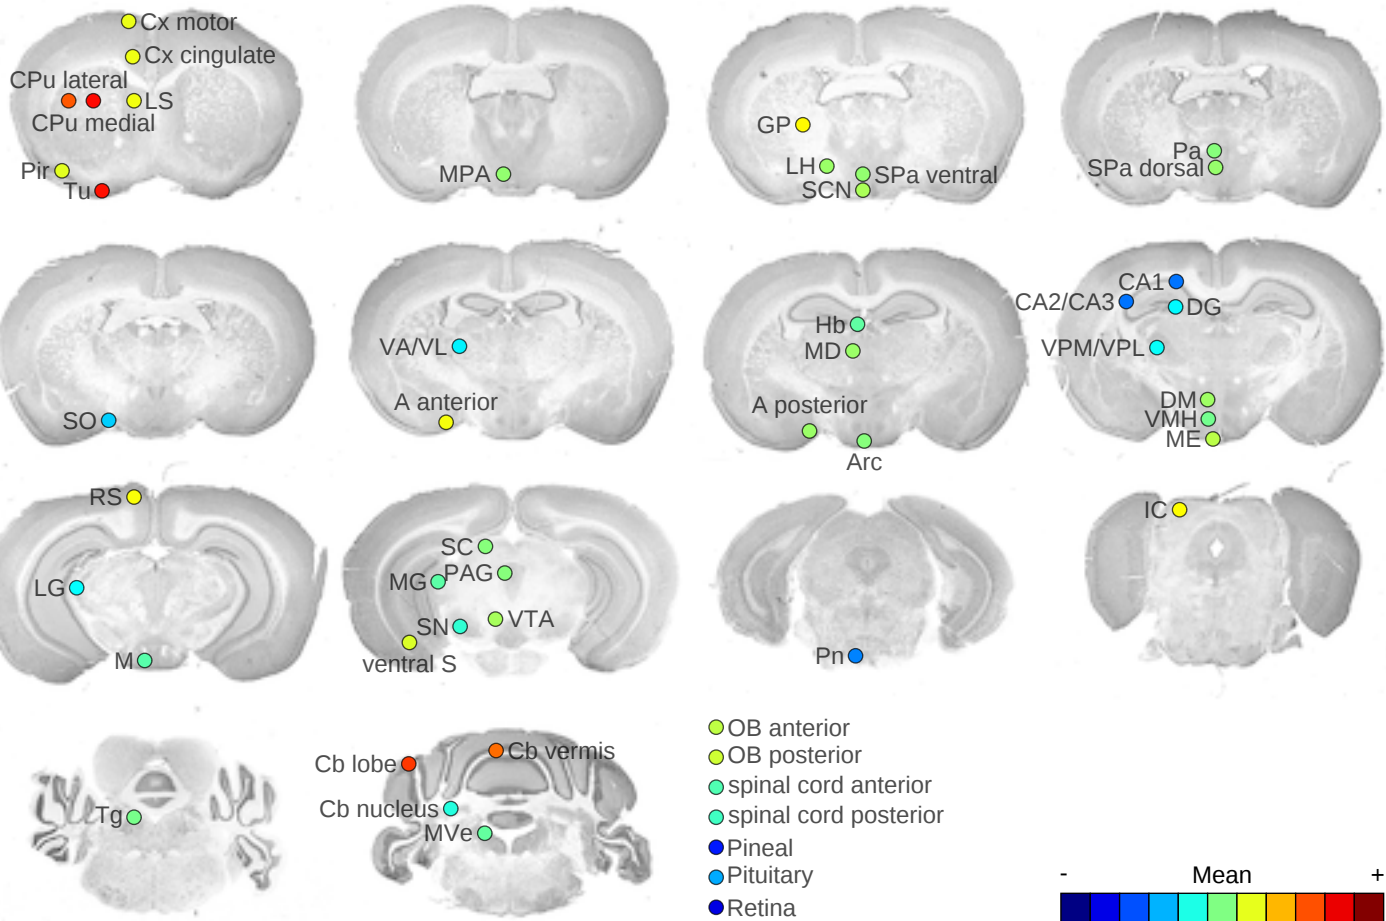 Cx motor
Cx cingulate
CPu lateral
LS
CPu medial
Pir
Tu
MPA
GP
LH
SPa ventral
SCN
Pa
SPa dorsal
SO
VA/VL
A anterior
Hb
MD
A posterior
Arc
CA1
CA2/CA3
DG
VPM/VPL
DM
VMH
ME
RS
LG
M
SC
MG
PAG
SN
VTA
ventral S
Pn
IC
Tg
Cb lobe
Cb vermis
Cb nucleus
MVe
OB anterior
OB posterior
spinal cord anterior
spinal cord posterior
Pineal
Pituitary
Retina
- Mean +